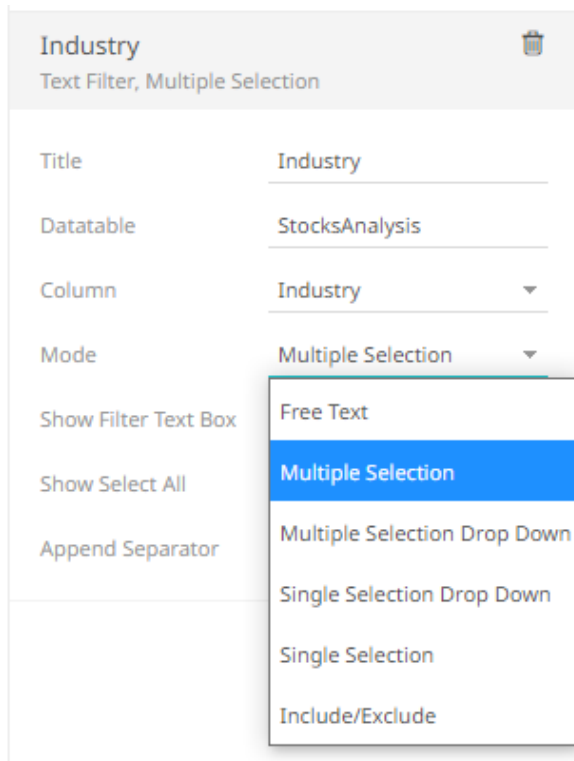 Industry
Text Filter, Multiple Selection
Title Industry
Datatable StocksAnalysis
Column Industry
Mode Multiple Selection
Show Filter Text Box
Show Select All
Append Separator
Free Text
Multiple Selection
Multiple Selection Drop Down
Single Selection Drop Down
Single Selection
Include/Exclude